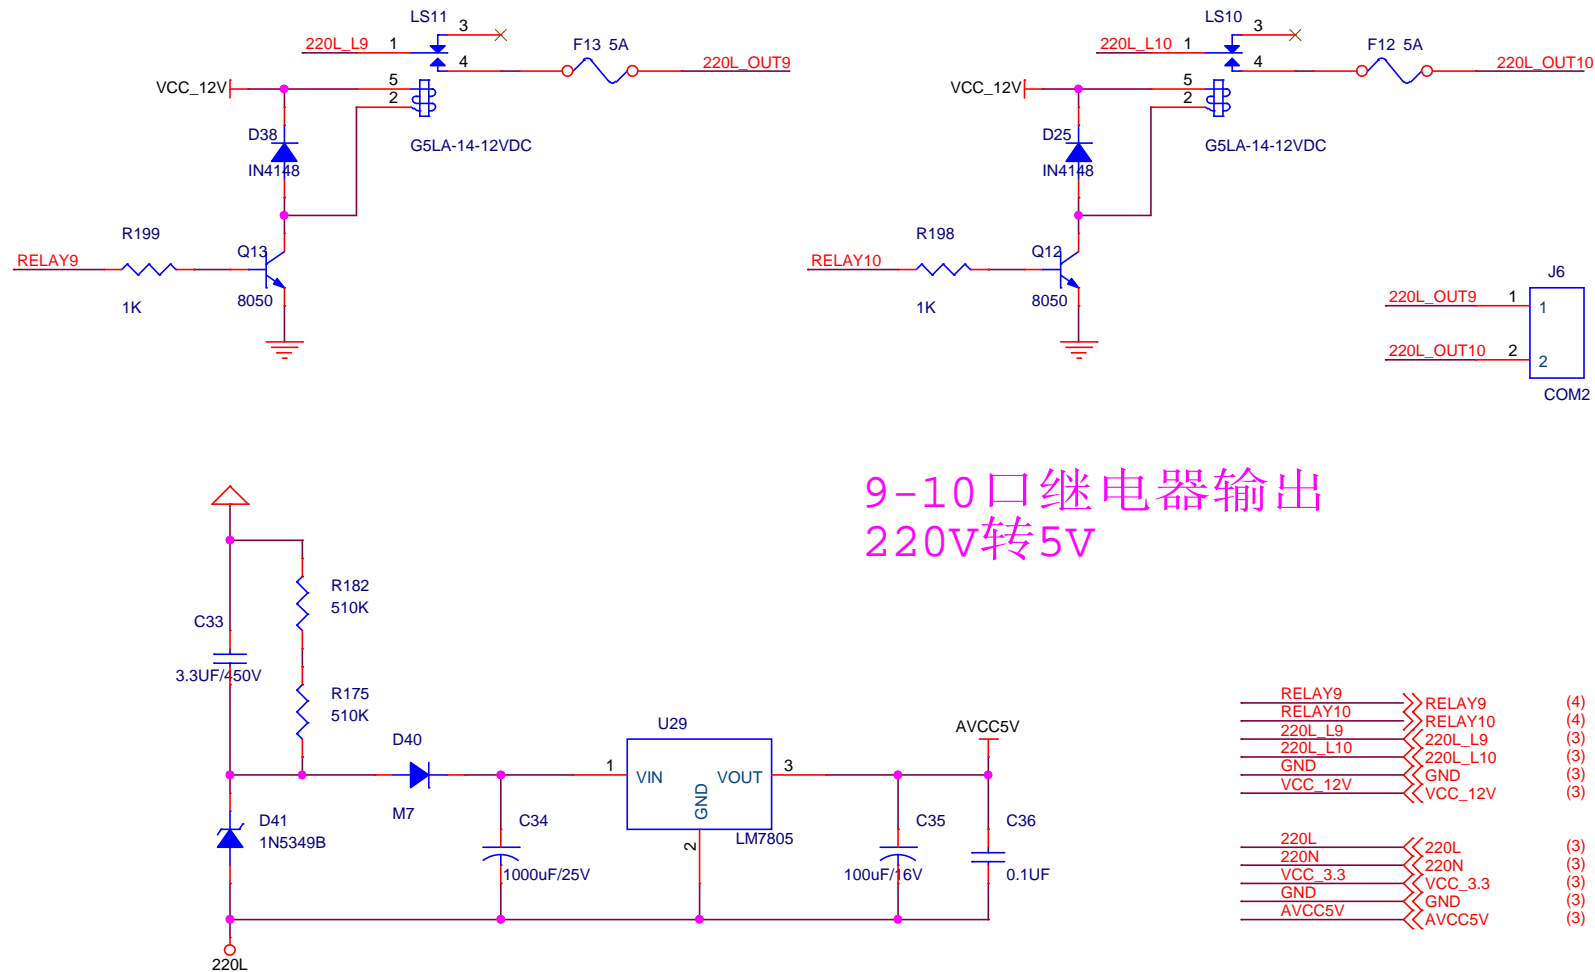 LS11
3
220L_L9
1
F13 5A
4
220L_OUT9
VCC_12V
5
2
D38
IN4148
G5LA-14-12VDC
R199
RELAY9
1K
Q13
8050
LS10
3
220L_L10
1
F12 5A
4
220L_OUT10
VCC_12V
5
2
D25
IN4148
G5LA-14-12VDC
R198
RELAY10
1K
Q12
8050
J6
220L_OUT9
1
1
220L_OUT10
2
2
COM2
9-10口继电器输出
220V转5V
R182
510K
C33
3.3UF/450V
R175
510K
D40
M7
U29
1
VIN
VOUT
3
GND
2
LM7805
AVCC5V
D41
1N5349B
C34
1000uF/25V
C35
100uF/16V
C36
0.1UF
220L
RELAY9 RELAY9 (4)
RELAY10 RELAY10 (4)
220L_L9 220L_L9 (3)
220L_L10 220L_L10 (3)
GND GND (3)
VCC_12V VCC_12V (3)
220L 220L (3)
220N 220N (3)
VCC_3.3 VCC_3.3 (3)
GND GND (3)
AVCC5V AVCC5V (3)